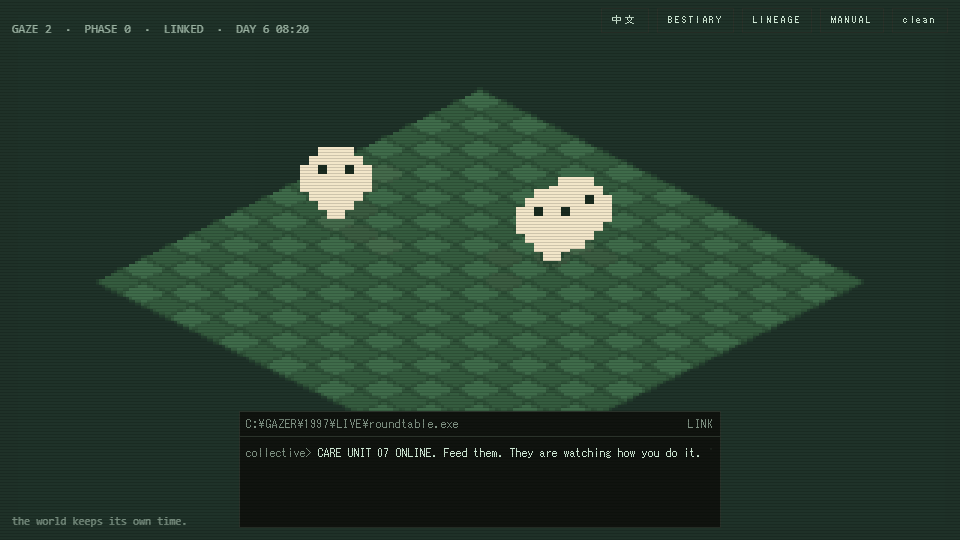 GAZE 2 · PHASE 0 · LINKED · DAY 6 08:20
中文 BESTIARY LINEAGE MANUAL clean
C:¥GAZER¥1997¥LIVE¥roundtable.exe LINK
collective> CARE UNIT 07 ONLINE. Feed them. They are watching how you do it.
the world keeps its own time.